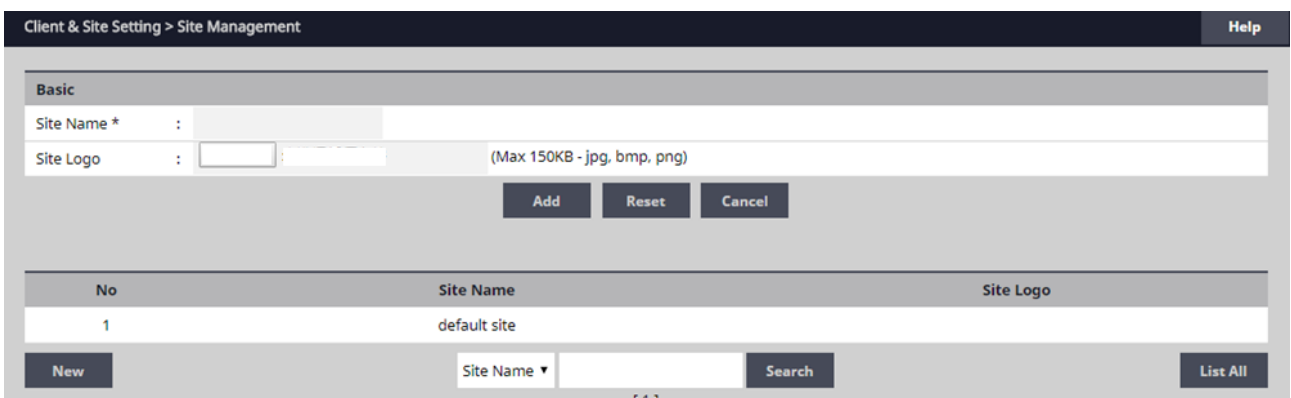 Client & Site Setting > Site Management Help
Basic
Site Name * :
Site Logo : (Max 150KB - jpg, bmp, png)
Add Reset Cancel
No Site Name Site Logo
1 default site
New Site Name ▼ Search List All
[ 1 ]